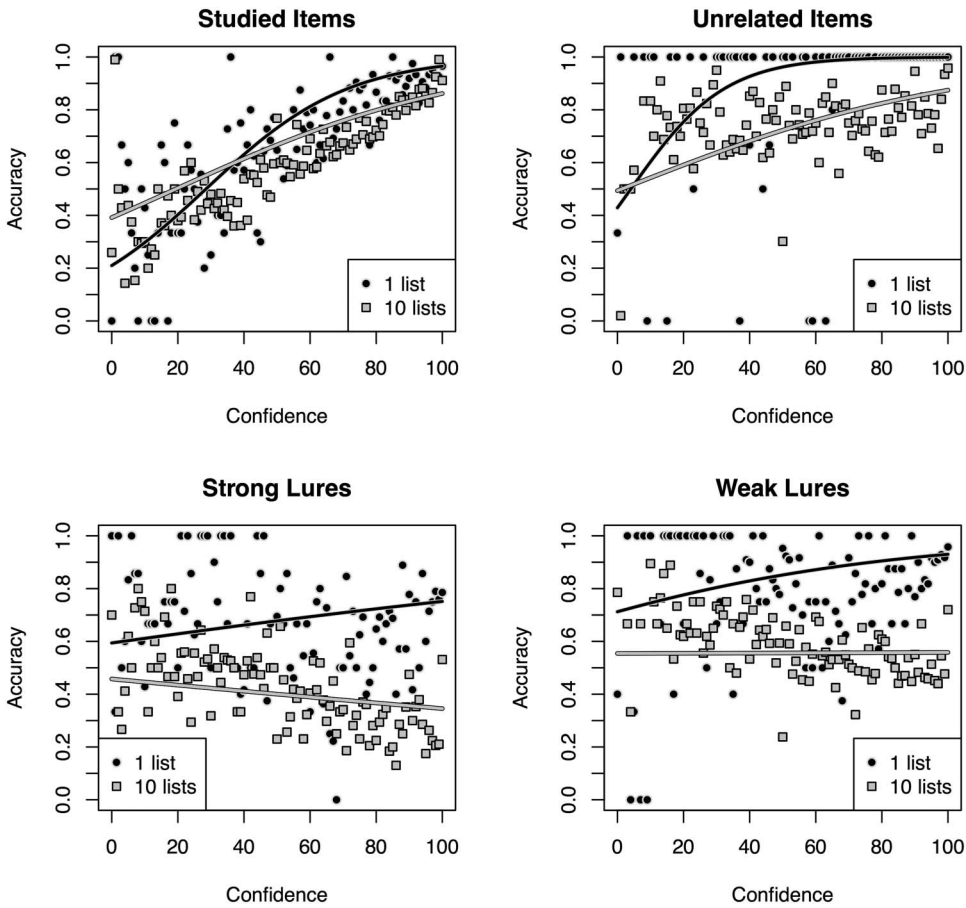 Studied Items
Accuracy
0.0 0.2 0.4 0.6 0.8 1.0
1 list
10 lists
0 20 40 60 80 100
Confidence
Unrelated Items
Accuracy
0.0 0.2 0.4 0.6 0.8 1.0
1 list
10 lists
0 20 40 60 80 100
Confidence
Strong Lures
Accuracy
0.0 0.2 0.4 0.6 0.8 1.0
1 list
10 lists
0 20 40 60 80 100
Confidence
Weak Lures
Accuracy
0.0 0.2 0.4 0.6 0.8 1.0
1 list
10 lists
0 20 40 60 80 100
Confidence